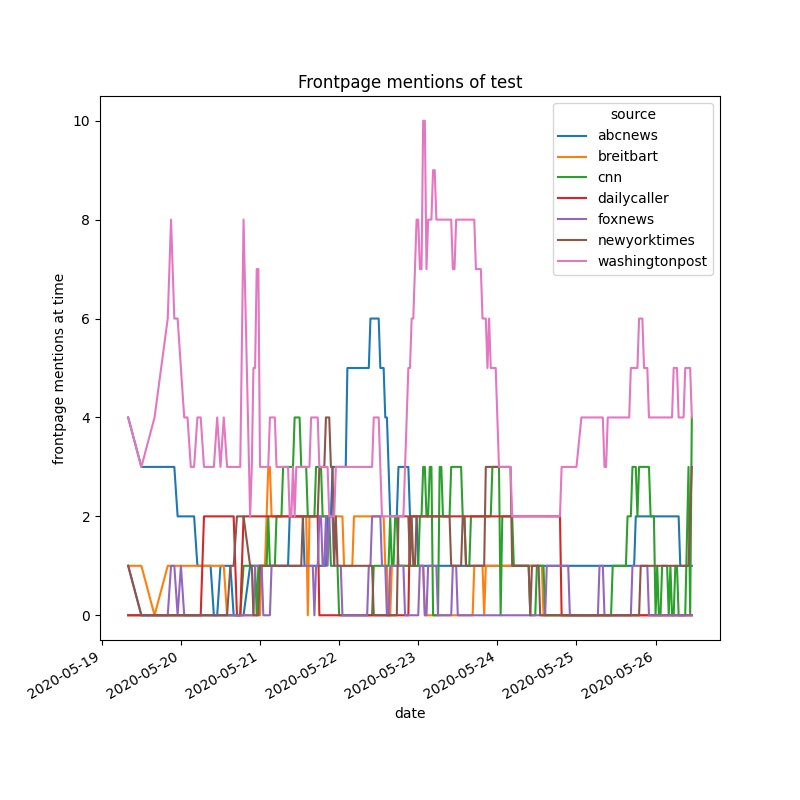 Frontpage mentions of test
source
abcnews
breitbart
cnn
dailycaller
foxnews
newyorktimes
washingtonpost
frontpage mentions at time
10
8
6
4
2
0
2020-05-19
2020-05-20
2020-05-21
2020-05-22
2020-05-23
2020-05-24
2020-05-25
2020-05-26
date